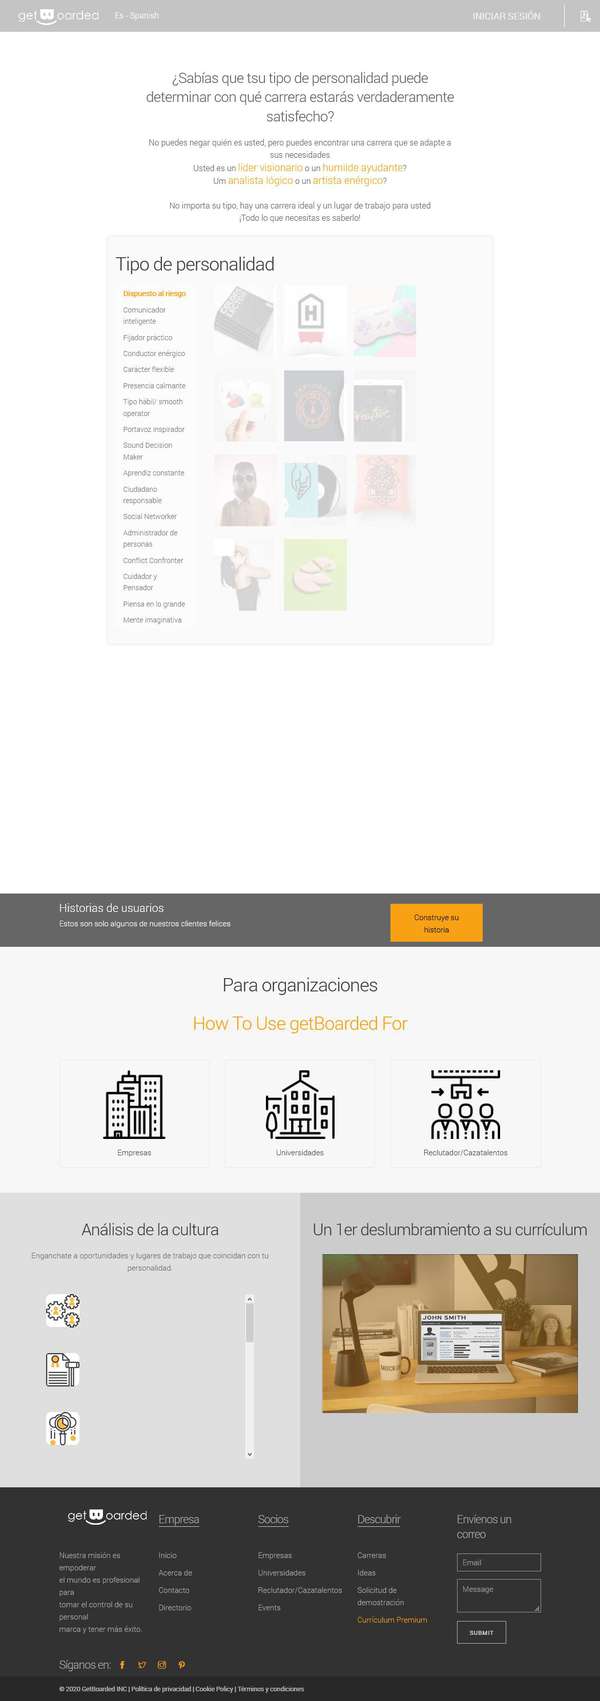 getBoarded
Es - Spanish
INICIAR SESIÓN
¿Sabías que tsu tipo de personalidad puede
determinar con qué carrera estarás verdaderamente
satisfecho?
No puedes negar quién es usted, pero puedes encontrar una carrera que se adapte a
sus necesidades
Usted es un líder visionario o un humilde ayudante?
Um analista lógico o un artista enérgico?
No importa su tipo, hay una carrera ideal y un lugar de trabajo para usted
¡Todo lo que necesitas es saberlo!
Tipo de personalidad
Dispuesto al riesgo
Comunicador
inteligente
Fijador práctico
Conductor enérgico
Carácter flexible
Presencia calmante
Tipo hábil/ smooth
operator
Portavoz inspirador
Sound Decision
Maker
Aprendiz constante
Ciudadano
responsable
Social Networker
Administrador de
personas
Conflict Confronter
Cuidador y
Pensador
Piensa en lo grande
Mente imaginativa
Historias de usuarios
Estos son solo algunos de nuestros clientes felices
Construye su
historia
Para organizaciones
How To Use getBoarded For
Empresas
Universidades
Reclutador/Cazatalentos
Análisis de la cultura
Enganchate a oportunidades y lugares de trabajo que coincidan con tu
personalidad.
Un 1er deslumbramiento a su currículum
JOHN SMITH
MOCKUP
getBoarded
Nuestra misión es
empoderar
el mundo es profesional
para
tomar el control de su
personal
marca y tener más éxito.
Empresa
Inicio
Acerca de
Contacto
Directorio
Socios
Empresas
Universidades
Reclutador/Cazatalentos
Events
Descubrir
Carreras
Ideas
Solicitud de
demostración
Currículum Premium
Envíenos un
correo
Email
Message
SUBMIT
Síganos en:
© 2020 GetBoarded INC | Política de privacidad | Cookie Policy | Términos y condiciones